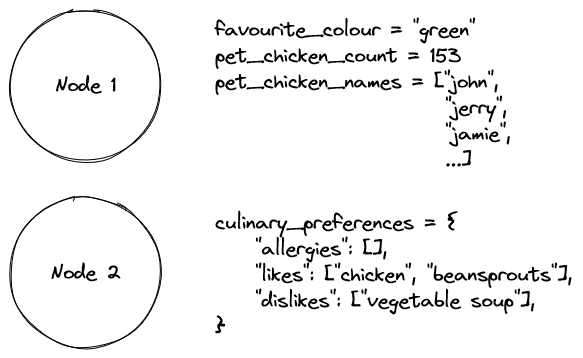 Node 1
favourite_colour = "green"
pet_chicken_count = 153
pet_chicken_names = ["john",
"jerry",
"jamie",
...]
Node 2
culinary_preferences = {
"allergies": [],
"likes": ["chicken", "beansprouts"],
"dislikes": ["vegetable soup"],
}